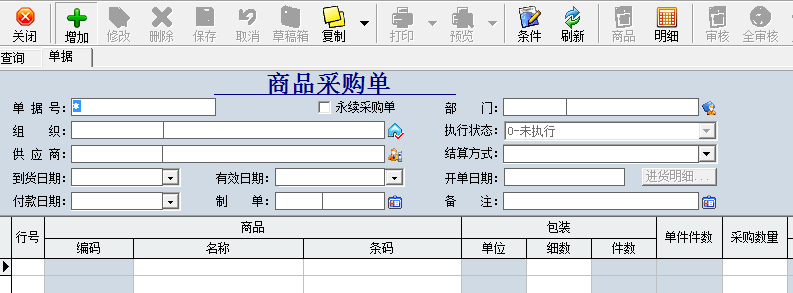 关闭 增加 修改 删除 保存 取消 草稿箱 复制 打印 预览 条件 刷新 商品 明细 审核 全审核
查询 单据
商品采购单
单据号: * 永续采购单 部门:
组织: 执行状态: 0-未执行
供应商: 结算方式:
到货日期: 有效日期: 开单日期: 进货明细...
付款日期: 制单: 备注:
行号 商品 包装 单件件数 采购数量
编码 名称 条码 单位 细数 件数